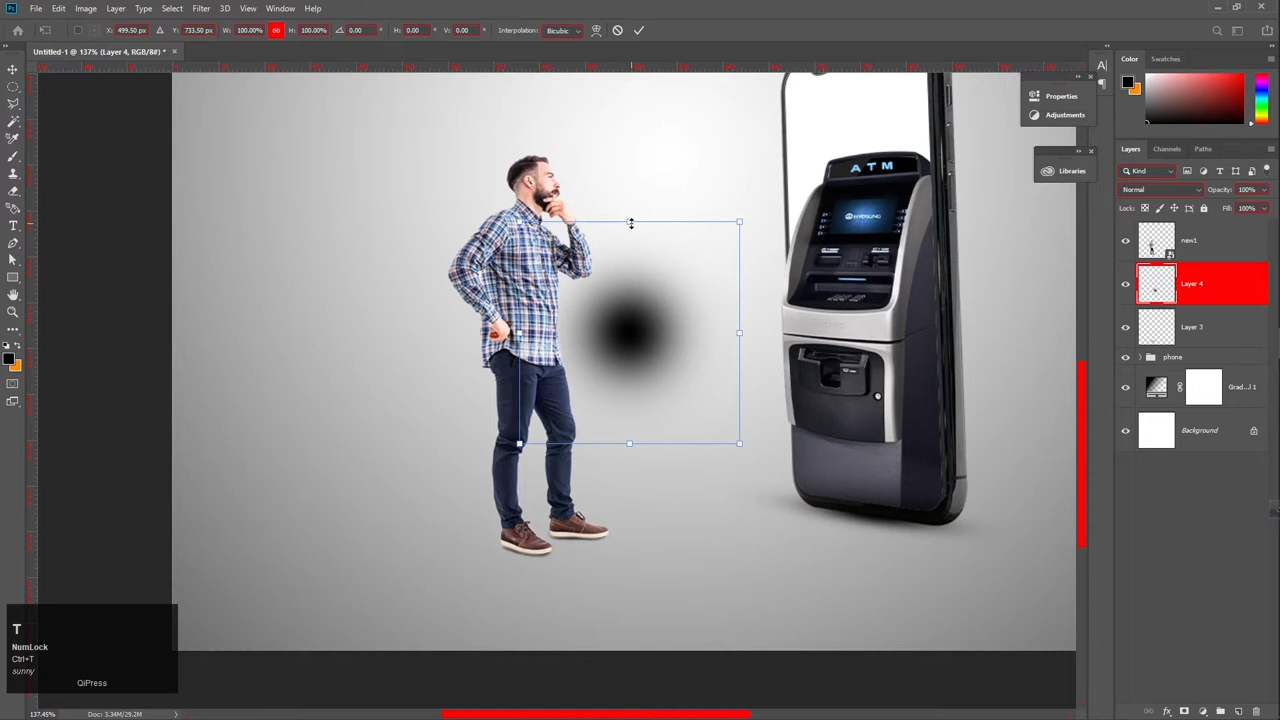 Ps File Edit Image Layer Type Select Filter 3D View Window Help
X: 499.50 px Y: 733.50 px W: 100.00% H: 100.00% 0.00 ° H: 0.00 ° V: 0.00 ° Interpolation: Bicubic
Untitled-1 @ 137% (Layer 4, RGB/8#) * ×
Color Swatches
Properties
Adjustments
Layers Channels Paths
Libraries
Kind
Normal Opacity: 100%
Lock: Fill: 100%
new1
Layer 4
Layer 3
phone
Grad...l 1
Background
ATM
HYOSUNG
T
NumLock
Ctrl+T
sunny
QiPress
137.45% Doc: 3.34M/29.2M